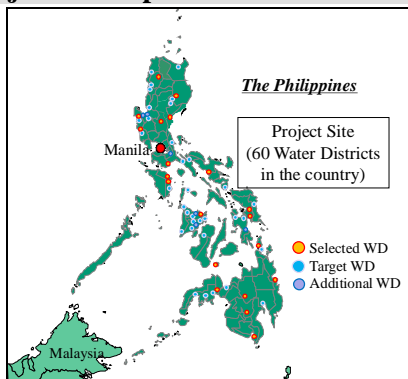 The Philippines
Project Site
(60 Water Districts
in the country)
Manila
Selected WD
Target WD
Additional WD
Malaysia